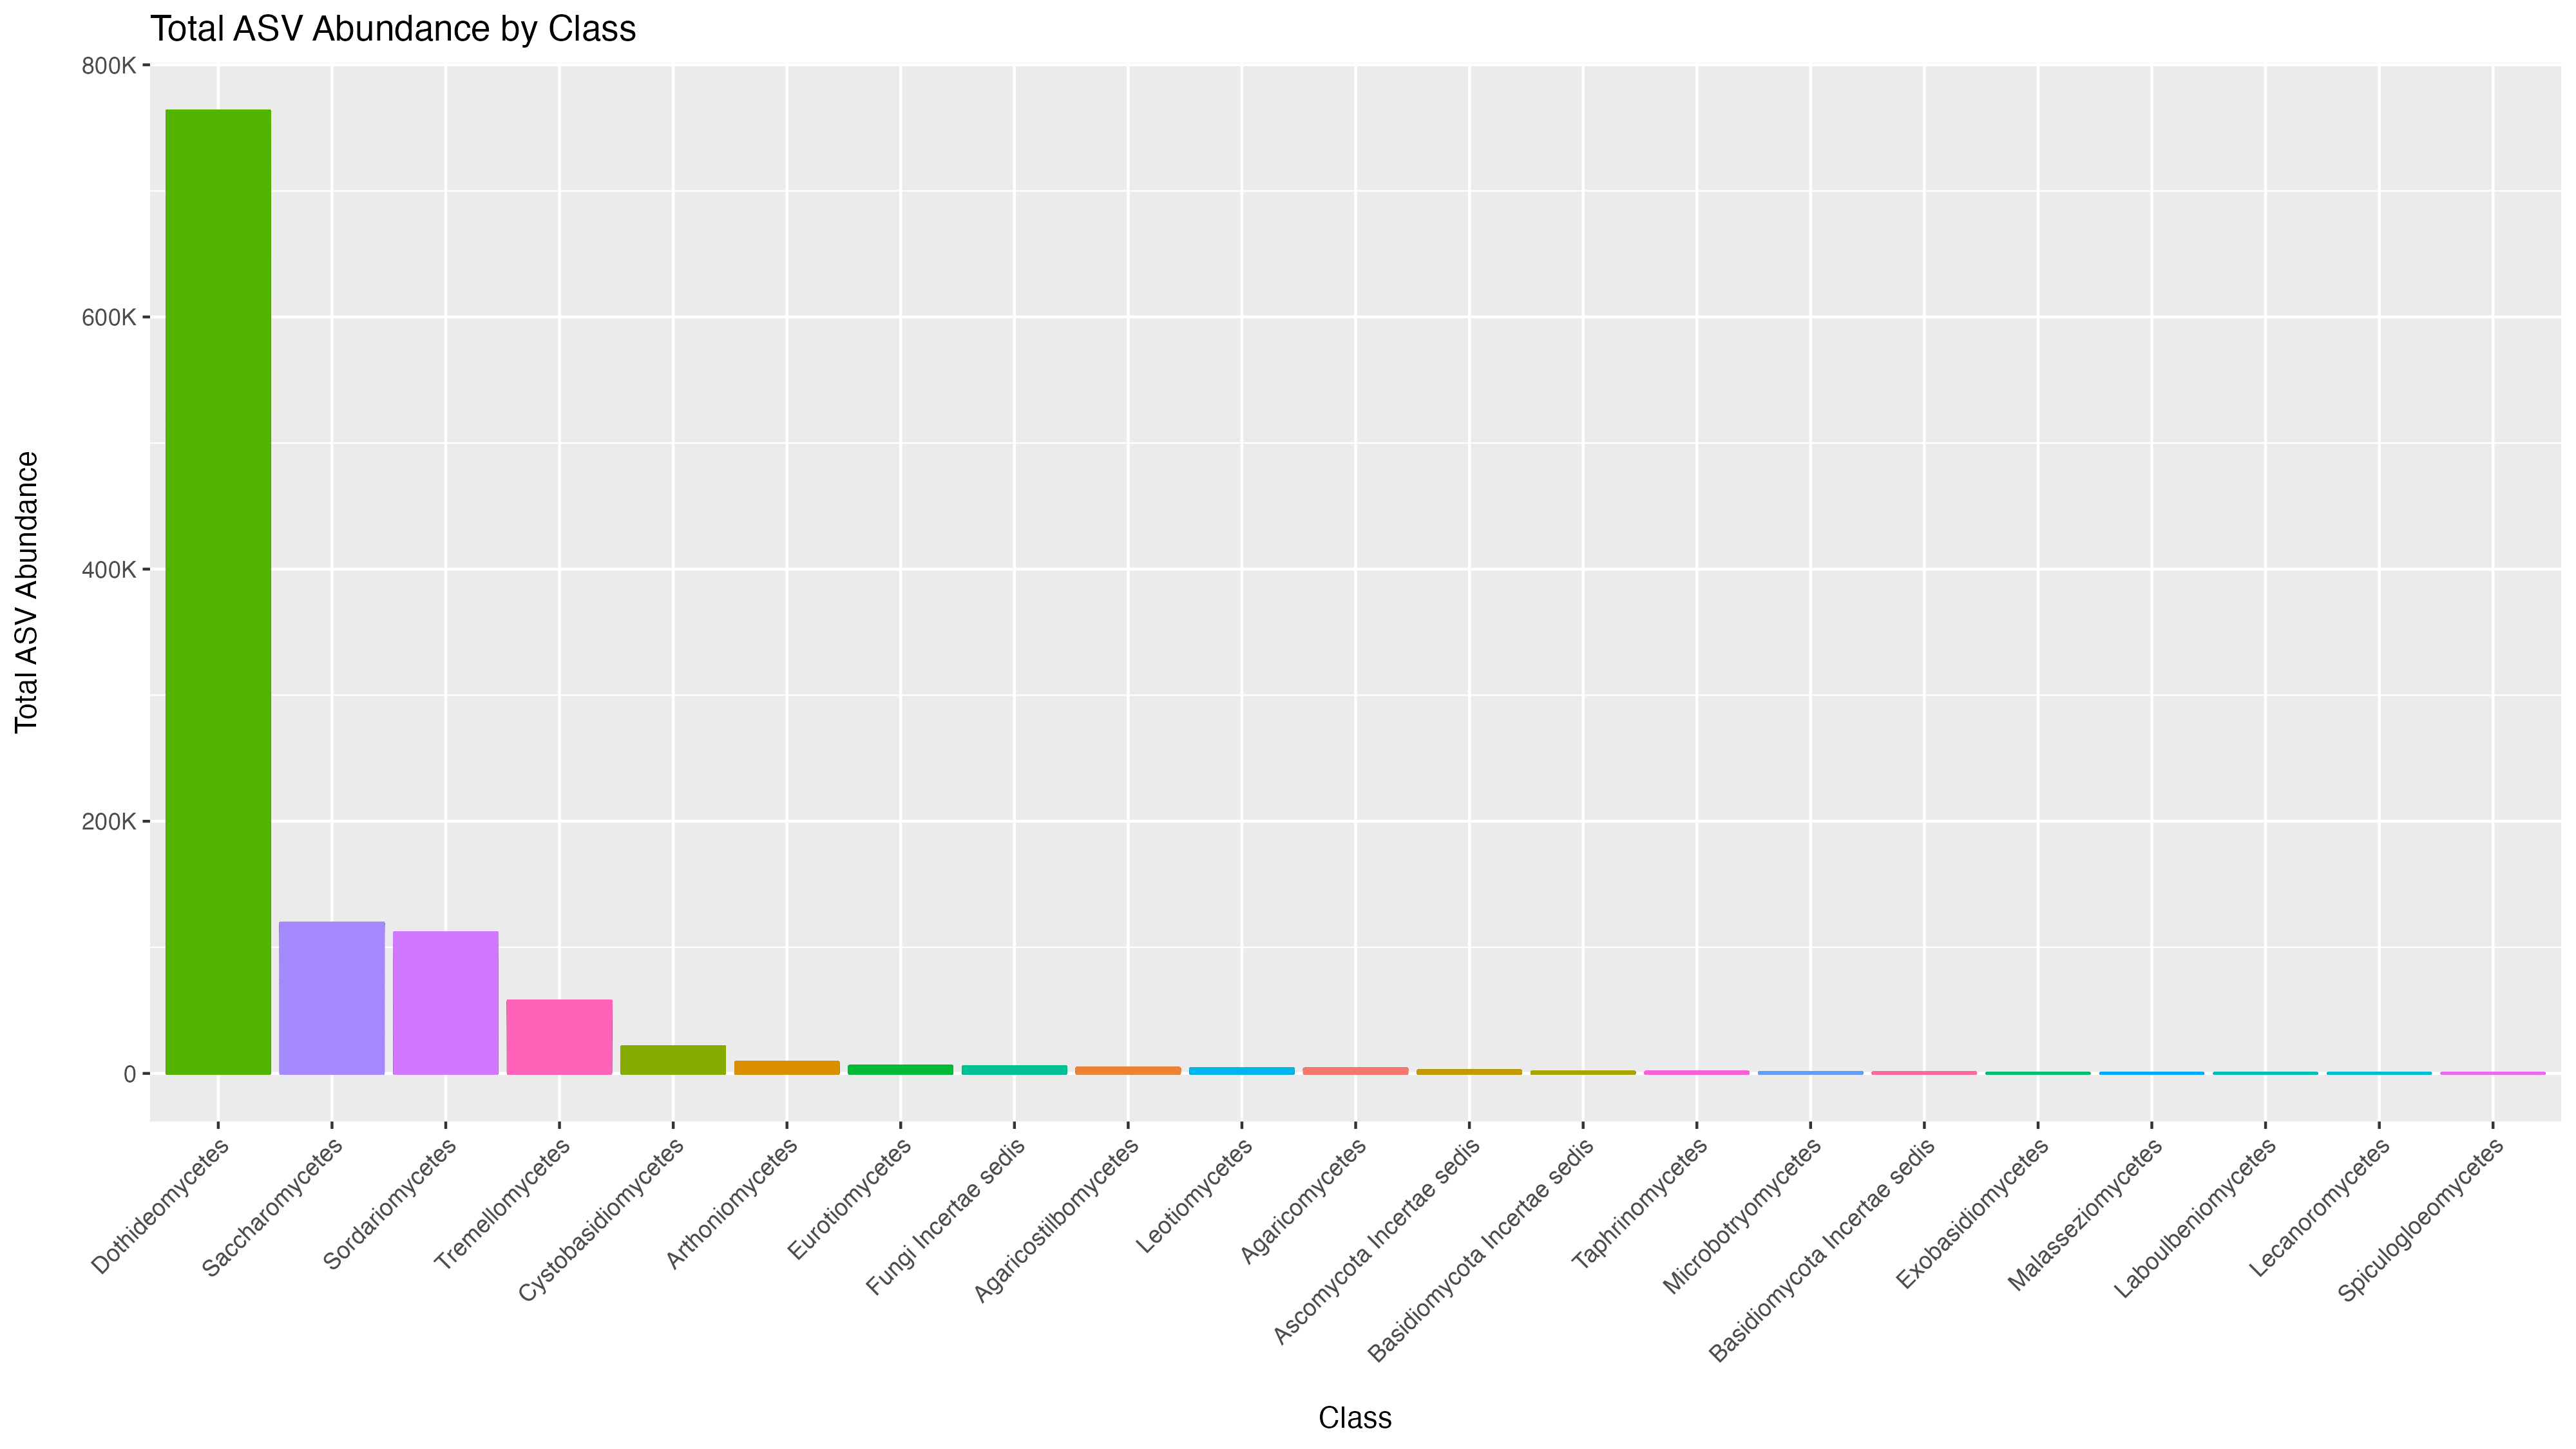 Total ASV Abundance by Class
800K
600K
400K
200K
0
Total ASV Abundance
Dothideomycetes
Saccharomycetes
Sordariomycetes
Tremellomycetes
Cystobasidiomycetes
Arthoniomycetes
Eurotiomycetes
Fungi Incertae sedis
Agaricostilbomycetes
Leotiomycetes
Agaricomycetes
Ascomycota Incertae sedis
Basidiomycota Incertae sedis
Taphrinomycetes
Microbotryomycetes
Basidiomycota Incertae sedis
Exobasidiomycetes
Malasseziomycetes
Laboulbeniomycetes
Lecanoromycetes
Spiculogloeomycetes
Class